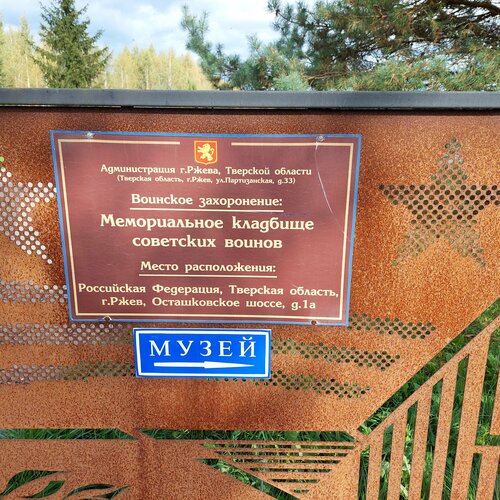 Администрация г.Ржева, Тверской области
(Тверская область, г.Ржев, ул.Партизанская, д.33)
Воинское захоронение:
Мемориальное кладбище
советских воинов
Место расположения:
Российская Федерация, Тверская область,
г.Ржев, Осташковское шоссе, д.1а
МУЗЕЙ